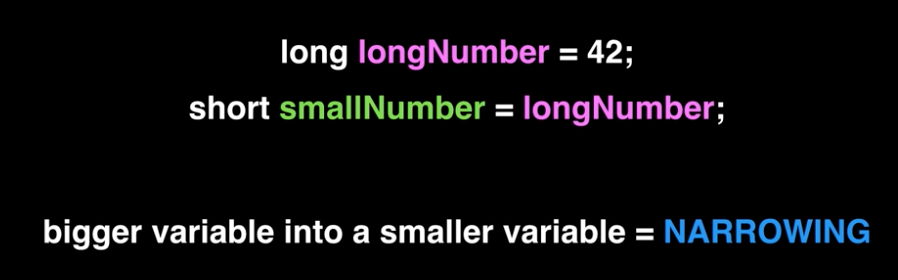 long longNumber = 42;
short smallNumber = longNumber;
bigger variable into a smaller variable = NARROWING